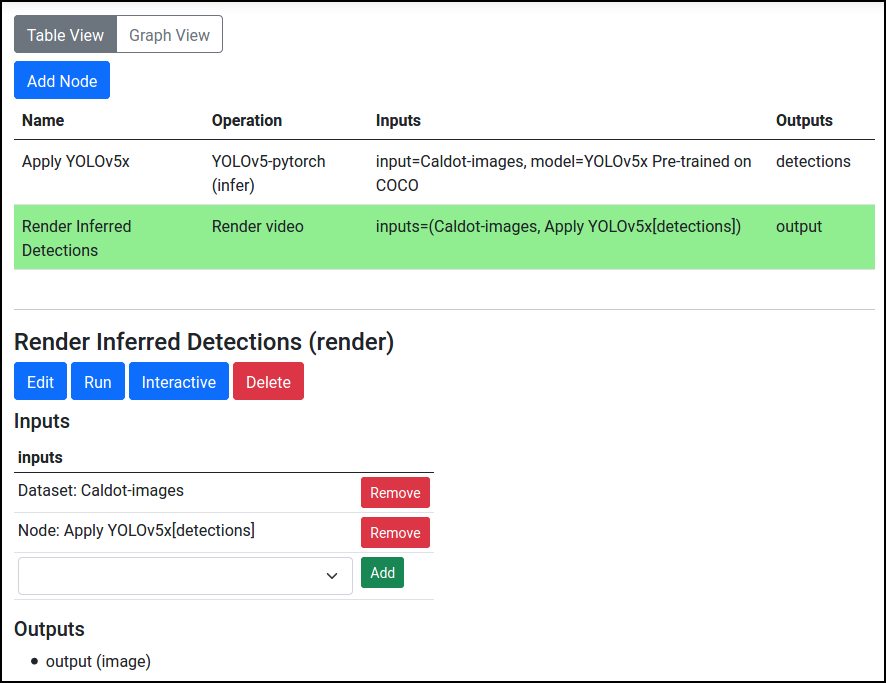 Table View Graph View
Add Node
Name Operation Inputs Outputs
Apply YOLOv5x YOLOv5-pytorch input=Caldot-images, model=YOLOv5x Pre-trained on detections
(infer) COCO
Render Inferred Render video inputs=(Caldot-images, Apply YOLOv5x[detections]) output
Detections
Render Inferred Detections (render)
Edit Run Interactive Delete
Inputs
inputs
Dataset: Caldot-images Remove
Node: Apply YOLOv5x[detections] Remove
Add
Outputs
• output (image)